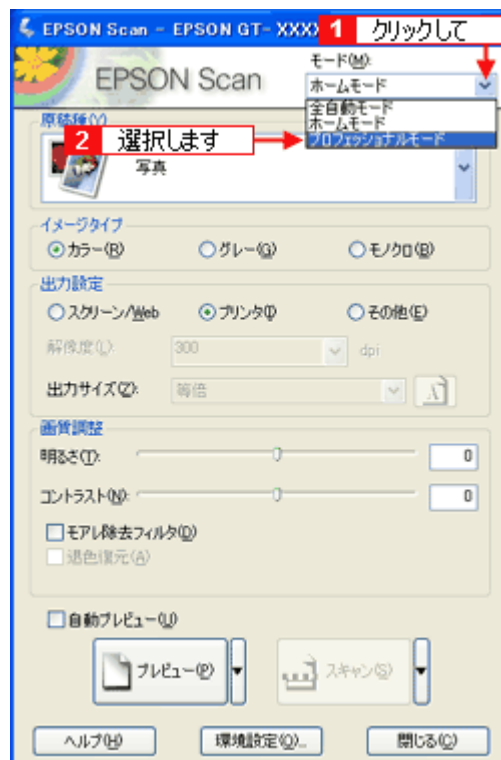 EPSON Scan - EPSON GT-XXXX
1 クリックして
EPSON Scan
モード(M):
ホームモード
全自動モード
ホームモード
プロフェッショナルモード
原稿種(Y)
2 選択します
写真
イメージタイプ
カラー(R) グレー(G) モノクロ(B)
出力設定
スクリーン/Web プリンタ(I) その他(E)
解像度(L): 300 dpi
出力サイズ(Z): 等倍
画質調整
明るさ(T): 0
コントラスト(N): 0
モアレ除去フィルタ(D)
退色復元(A)
自動プレビュー(U)
プレビュー(P) スキャン(S)
ヘルプ(H) 環境設定(O)... 閉じる(C)